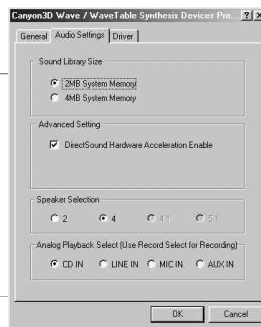 Canyon3D Wave / WaveTable Synthesis Devices Pro... ? X
General Audio Settings Driver
Sound Library Size
2MB System Memory
4MB System Memory
Advanced Setting
DirectSound Hardware Acceleration Enable
Speaker Selection
2 4 4.1 5.1
Analog Playback Select (Use Record Select for Recording)
CD IN LINE IN MIC IN AUX IN
OK Cancel